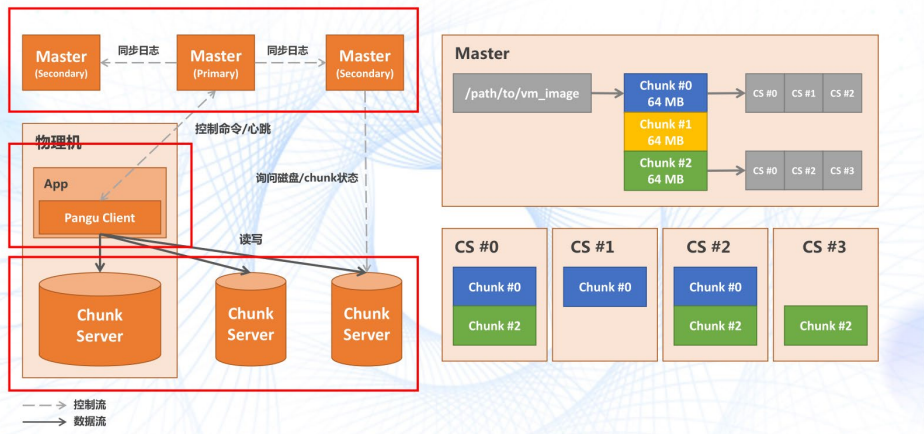 Master
(Secondary)
同步日志
Master
(Primary)
同步日志
Master
(Secondary)
控制命令/心跳
物理机
询问磁盘/chunk状态
App
Pangu Client
读写
Chunk
Server
Chunk
Server
Chunk
Server
控制流
数据流
Master
/path/to/vm_image
Chunk #0
64 MB
CS #0 CS #1 CS #2
Chunk #1
64 MB
Chunk #2
64 MB
CS #0 CS #2 CS #3
CS #0
Chunk #0
Chunk #2
CS #1
Chunk #0
CS #2
Chunk #0
Chunk #2
CS #3
Chunk #2